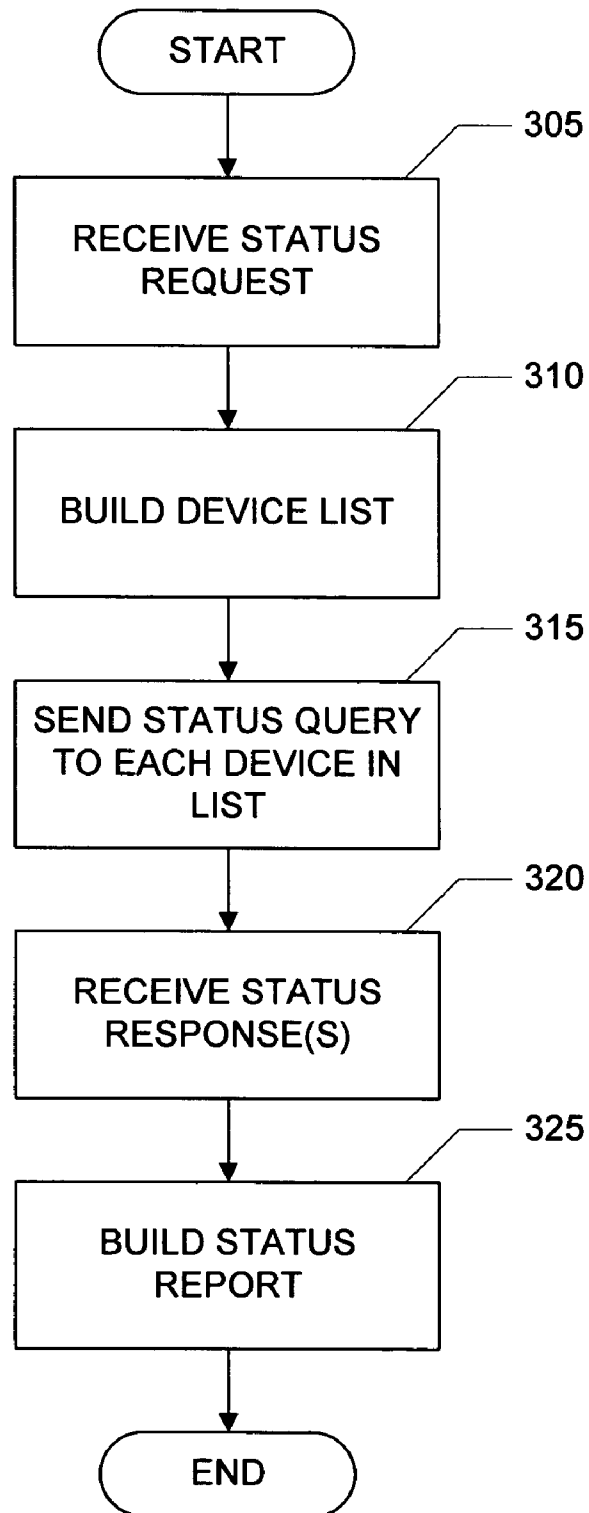 START
305
RECEIVE STATUS
REQUEST
310
BUILD DEVICE LIST
315
SEND STATUS QUERY
TO EACH DEVICE IN
LIST
320
RECEIVE STATUS
RESPONSE(S)
325
BUILD STATUS
REPORT
END